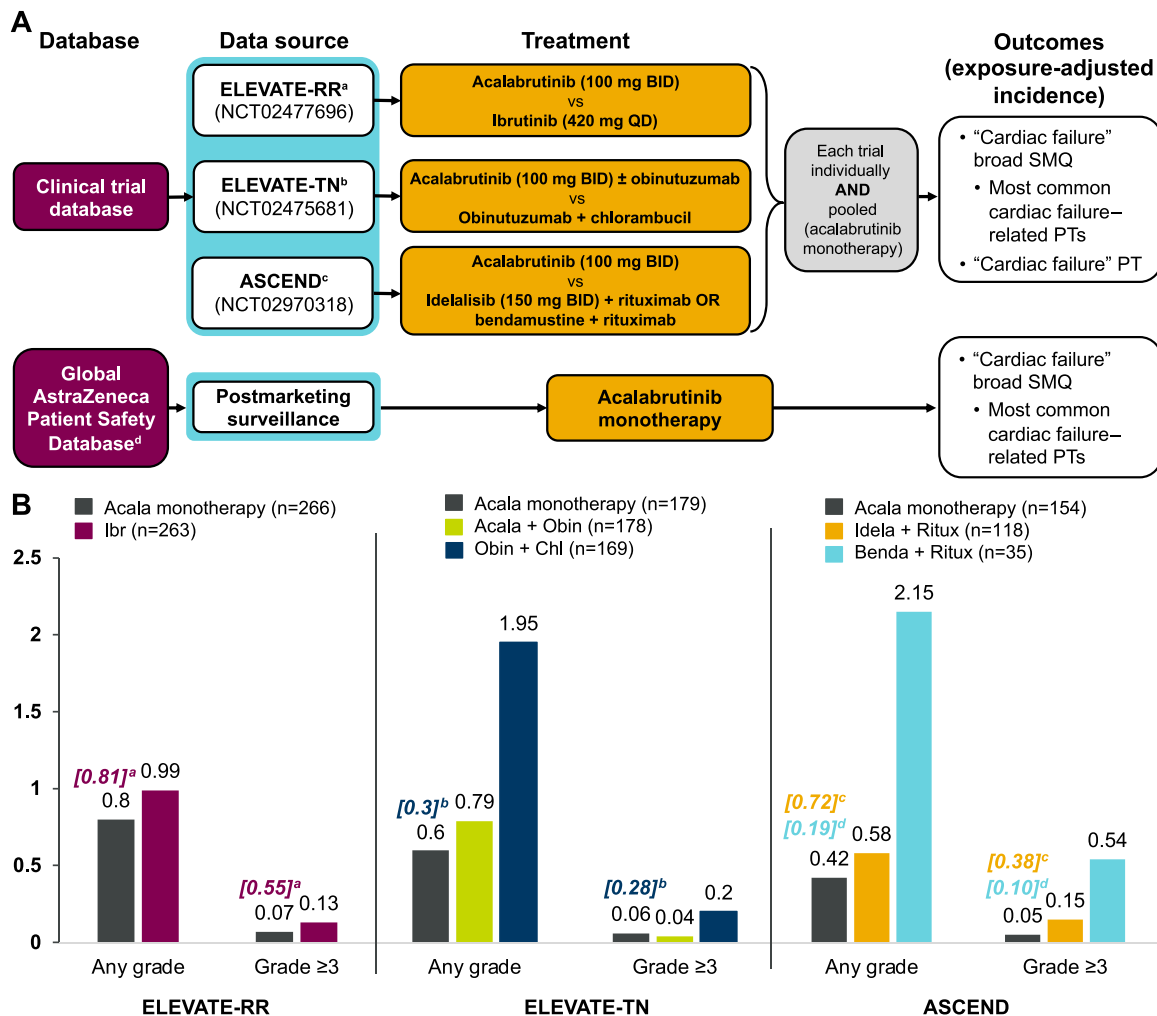 A
Database
Data source
Treatment
Outcomes
(exposure-adjusted
incidence)
Clinical trial
database
ELEVATE-RRᵃ
(NCT02477696)
Acalabrutinib (100 mg BID)
vs
Ibrutinib (420 mg QD)
ELEVATE-TNᵇ
(NCT02475681)
Acalabrutinib (100 mg BID) ± obinutuzumab
vs
Obinutuzumab + chlorambucil
ASCENDᶜ
(NCT02970318)
Acalabrutinib (100 mg BID)
vs
Idelalisib (150 mg BID) + rituximab OR
bendamustine + rituximab
Each trial
individually
AND
pooled
(acalabrutinib
monotherapy)
• “Cardiac failure”
broad SMQ
• Most common
cardiac failure–
related PTs
• “Cardiac failure” PT
Global
AstraZeneca
Patient Safety
Databaseᵈ
Postmarketing
surveillance
Acalabrutinib
monotherapy
• “Cardiac failure”
broad SMQ
• Most common
cardiac failure–
related PTs
B
Acala monotherapy (n=266)
Ibr (n=263)
Acala monotherapy (n=179)
Acala + Obin (n=178)
Obin + Chl (n=169)
Acala monotherapy (n=154)
Idela + Ritux (n=118)
Benda + Ritux (n=35)
2.5
2
1.5
1
0.5
0
[0.81]ᵃ
0.8
0.99
[0.55]ᵃ
0.07
0.13
[0.3]ᵇ
0.6
0.79
1.95
[0.28]ᵇ
0.06
0.04
0.2
[0.72]ᶜ
[0.19]ᵈ
0.42
0.58
2.15
[0.38]ᶜ
[0.10]ᵈ
0.05
0.15
0.54
Any grade
Grade ≥3
Any grade
Grade ≥3
Any grade
Grade ≥3
ELEVATE-RR
ELEVATE-TN
ASCEND